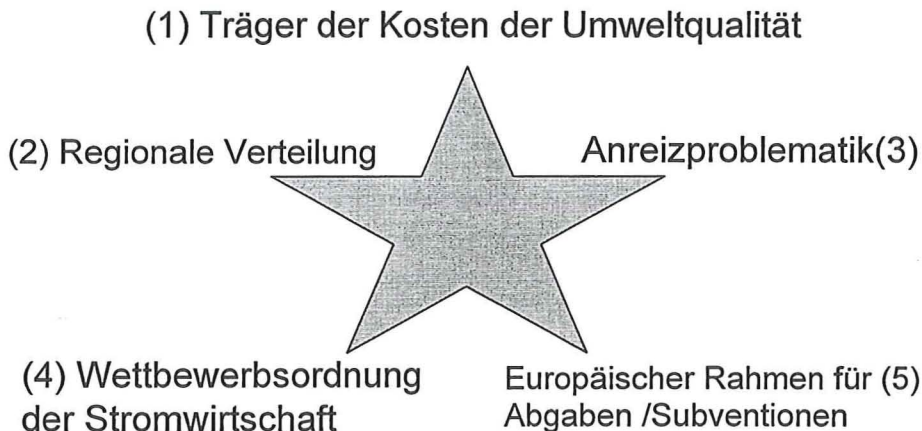 (1) Träger der Kosten der Umweltqualität
(2) Regionale Verteilung
Anreizproblematik(3)
(4) Wettbewerbsordnung
der Stromwirtschaft
Europäischer Rahmen für (5)
Abgaben /Subventionen